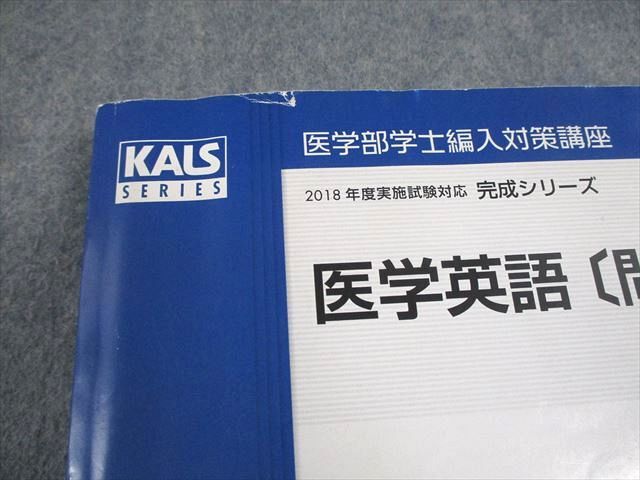 KALS
SERIES
医学部学士編入対策講座
2018 年度実施試験対応 完成シリーズ
医学英語〔問